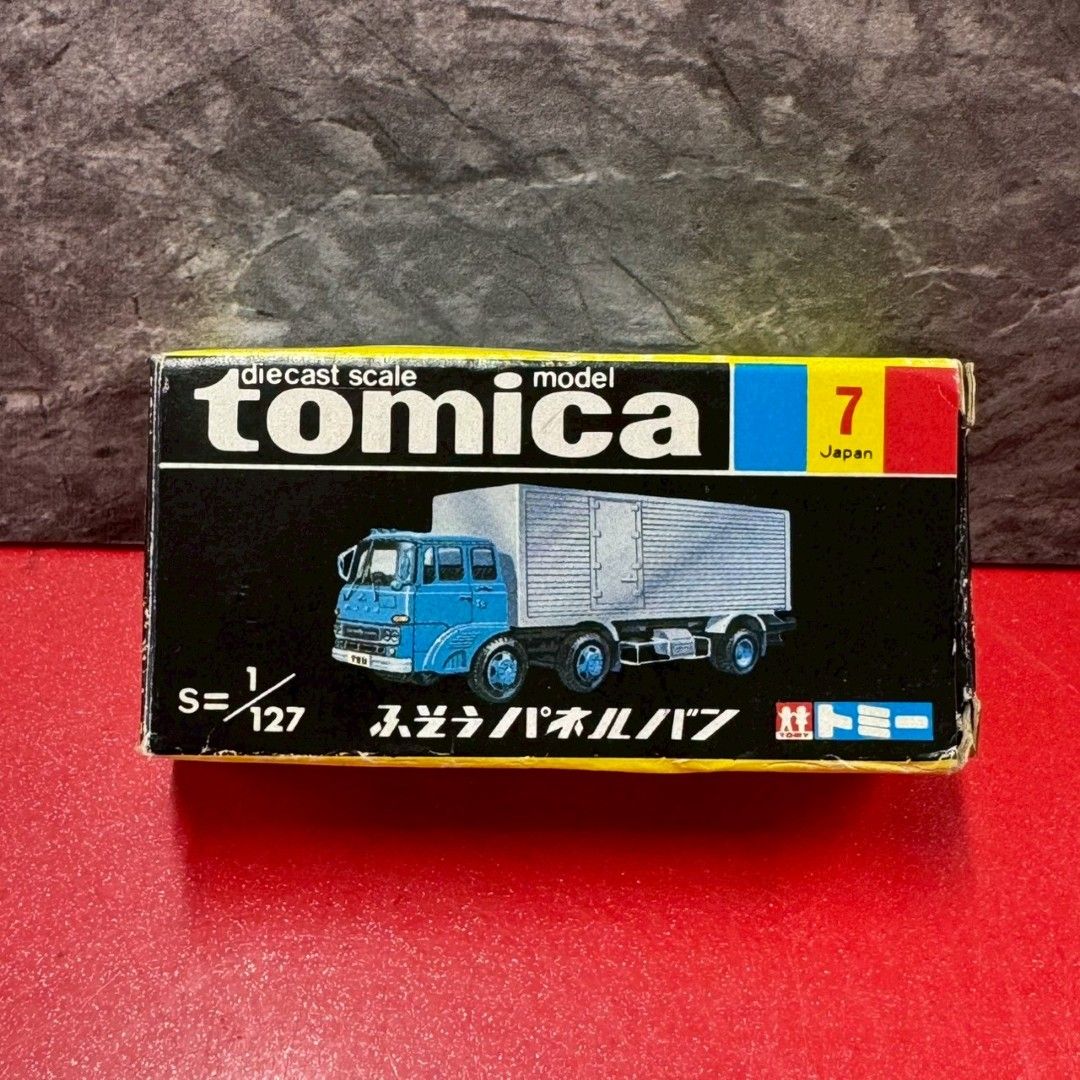 diecast scale model
tomica
7
Japan
S=1/127
ふそうパネルバン
TOMY
トミー